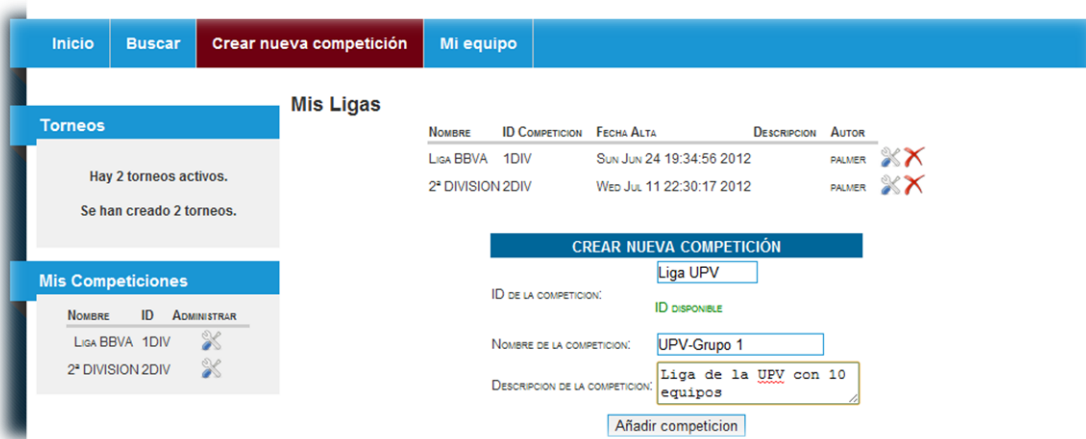 Inicio Buscar Crear nueva competición Mi equipo
Mis Ligas
Torneos
Hay 2 torneos activos.
Se han creado 2 torneos.
Mis Competiciones
Nombre ID Administrar
Liga BBVA 1DIV
2ª DIVISION 2DIV
Nombre ID Competicion Fecha Alta Descripcion Autor
Liga BBVA 1DIV Sun Jun 24 19:34:56 2012 palmer
2ª DIVISION 2DIV Wed Jul 11 22:30:17 2012 palmer
CREAR NUEVA COMPETICIÓN
ID de la competicion: Liga UPV
ID disponible
Nombre de la competicion: UPV-Grupo 1
Descripcion de la competicion: Liga de la UPV con 10
equipos
Añadir competicion